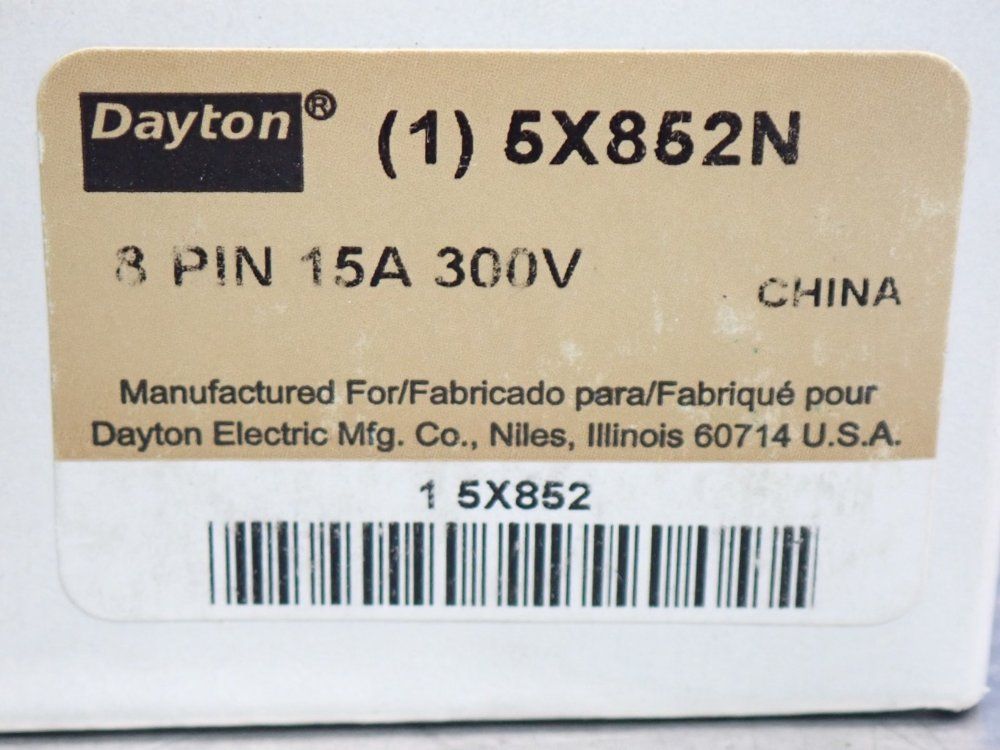 Dayton® (1) 5X852N
8 PIN 15A 300V
CHINA
Manufactured For/Fabricado para/Fabriqué pour
Dayton Electric Mfg. Co., Niles, Illinois 60714 U.S.A.
1 5X852